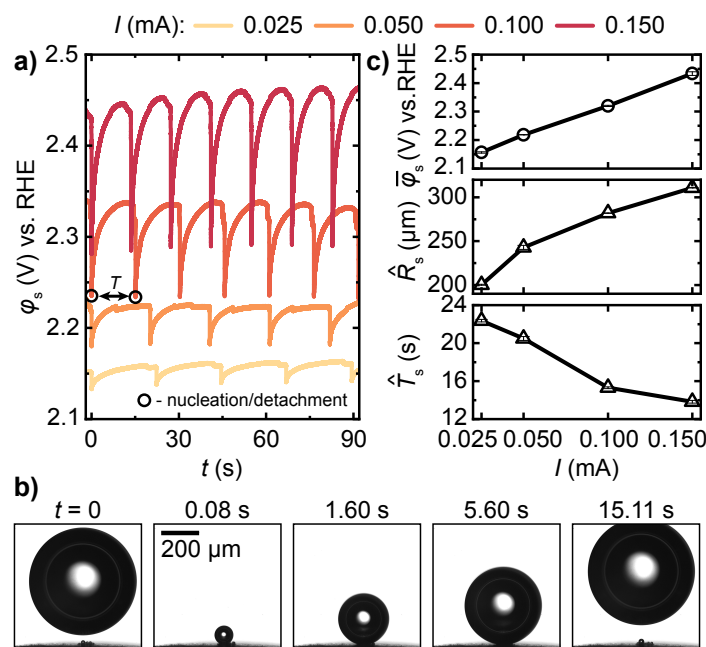 I (mA): 0.025 0.050 0.100 0.150
a)
2.5
2.4
2.3
2.2
2.1
φs (V) vs. RHE
T
- nucleation/detachment
0 30 60 90
t (s)
c)
2.5
2.4
2.3
2.2
2.1
φ̅s (V) vs.RHE
300
250
200
R̂s (µm)
24
20
16
12
T̂s (s)
0.025 0.050 0.100 0.150
I (mA)
b)
t = 0 0.08 s 1.60 s 5.60 s 15.11 s
200 µm